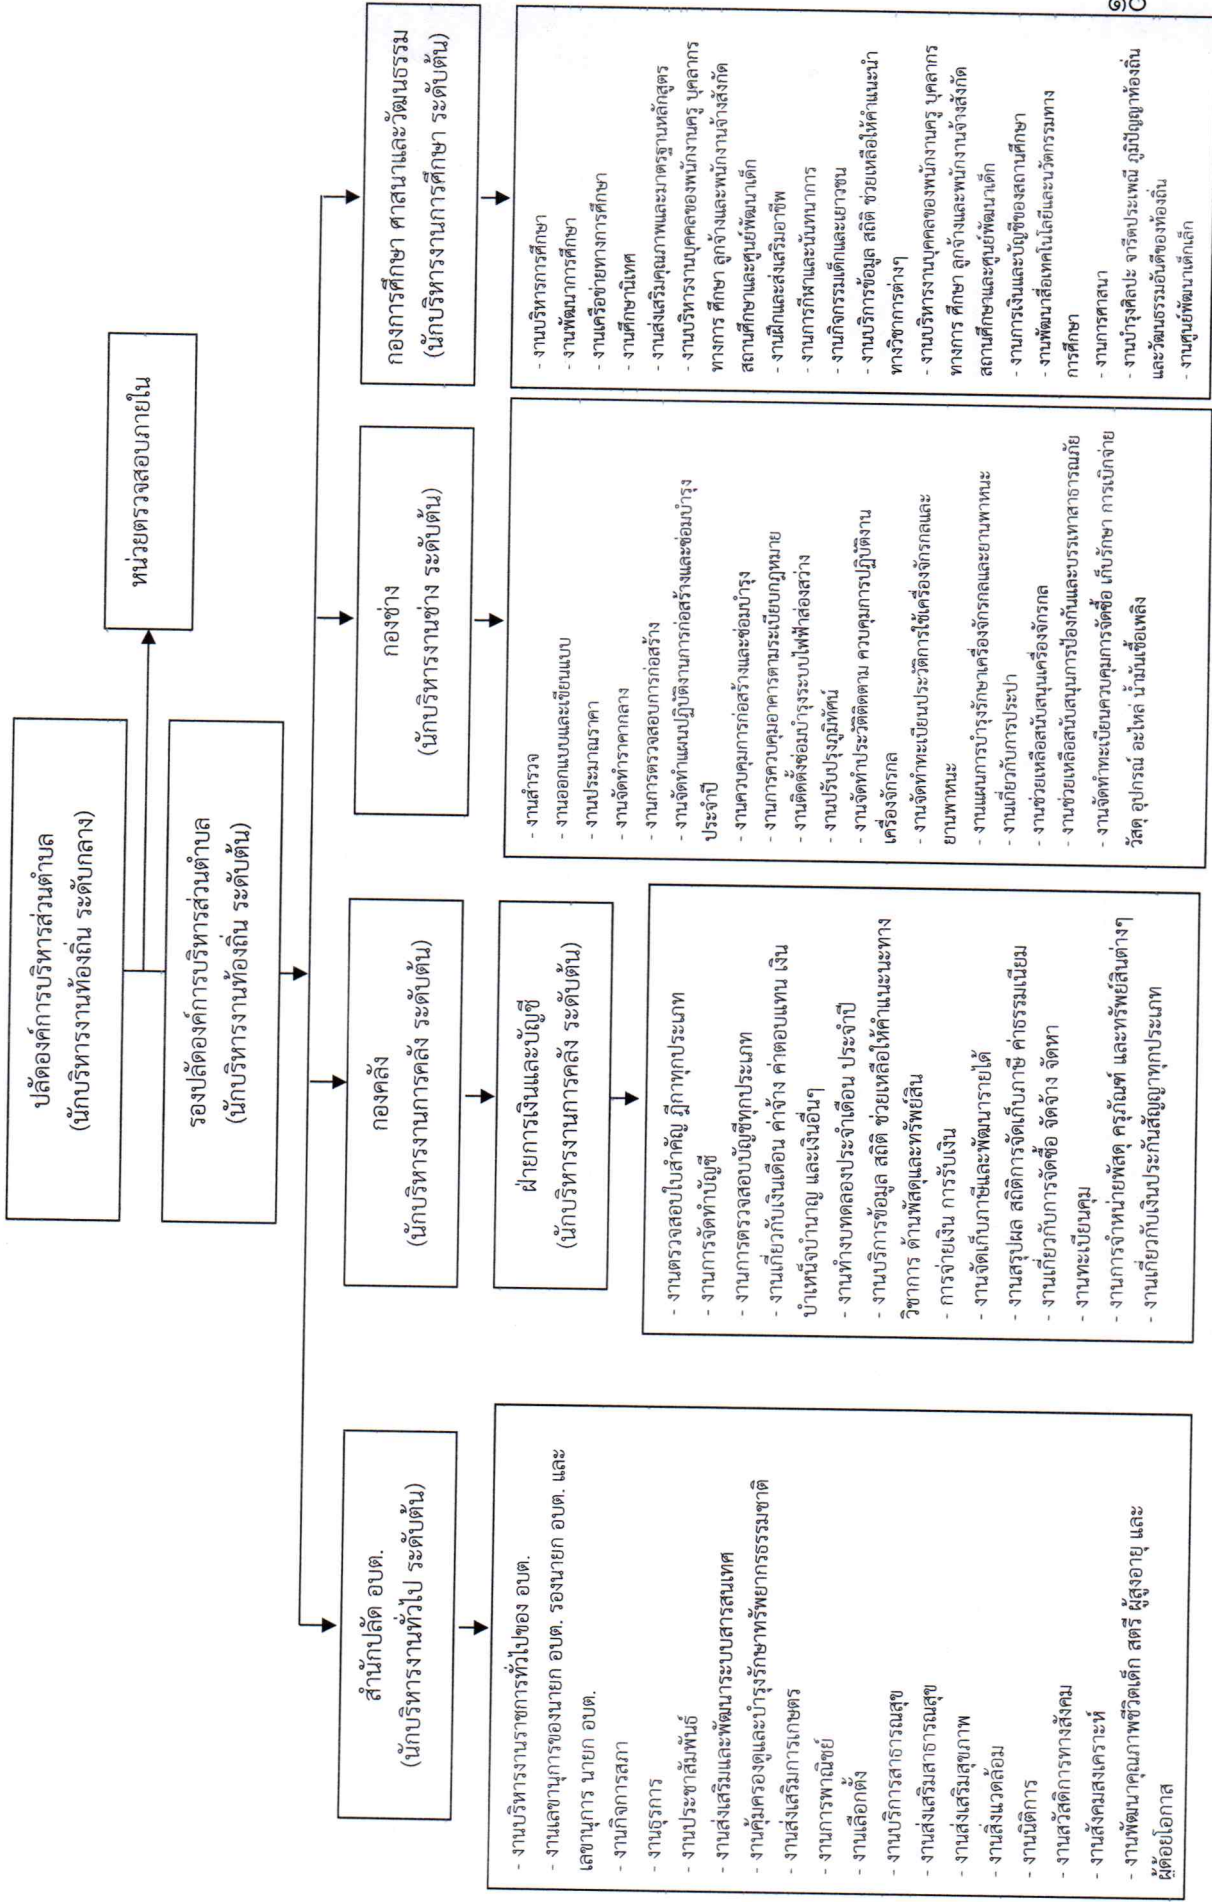 ปลัดองค์การบริหารส่วนตำบล
(นักบริหารงานท้องถิ่น ระดับกลาง)
หน่วยตรวจสอบภายใน
รองปลัดองค์การบริหารส่วนตำบล
(นักบริหารงานท้องถิ่น ระดับต้น)
สำนักปลัด อบต.
(นักบริหารงานทั่วไป ระดับต้น)
- งานบริหารงานราชการทั่วไปของ อบต.
- งานเลขานุการของนายก อบต. รองนายก อบต. และ
เลขานุการ นายก อบต.
- งานกิจการสภา
- งานธุรการ
- งานประชาสัมพันธ์
- งานส่งเสริมและพัฒนาระบบสารสนเทศ
- งานคุ้มครองดูและบำรุงรักษาทรัพยากรธรรมชาติ
- งานส่งเสริมการเกษตร
- งานการพาณิชย์
- งานเลือกตั้ง
- งานบริการสาธารณสุข
- งานส่งเสริมสาธารณสุข
- งานส่งเสริมสุขภาพ
- งานสิ่งแวดล้อม
- งานนิติการ
- งานสวัสดิการทางสังคม
- งานสังคมสงเคราะห์
- งานพัฒนาคุณภาพชีวิตเด็ก สตรี ผู้สูงอายุ และ
ผู้ด้อยโอกาส
กองคลัง
(นักบริหารงานการคลัง ระดับต้น)
ฝ่ายการเงินและบัญชี
(นักบริหารงานการคลัง ระดับต้น)
- งานตรวจสอบใบสำคัญ ฎีกาทุกประเภท
- งานการจัดทำบัญชี
- งานการตรวจสอบบัญชีทุกประเภท
- งานเกี่ยวกับเงินเดือน ค่าจ้าง ค่าตอบแทน เงิน
บำเหน็จบำนาญ และเงินอื่นๆ
- งานทำงบทดลองประจำเดือน ประจำปี
- งานบริการข้อมูล สถิติ ช่วยเหลือให้คำแนะนะทาง
วิชาการ ด้านพัสดุและทรัพย์สิน
- การจ่ายเงิน การรับเงิน
- งานจัดเก็บภาษีและพัฒนารายได้
- งานสรุปผล สถิติการจัดเก็บภาษี ค่าธรรมเนียม
- งานเกี่ยวกับการจัดซื้อ จัดจ้าง จัดหา
- งานทะเบียนคุม
- งานการจำหน่ายพัสดุ ครุภัณฑ์ และทรัพย์สินต่างๆ
- งานเกี่ยวกับเงินประกันสัญญาทุกประเภท
กองช่าง
(นักบริหารงานช่าง ระดับต้น)
- งานสำรวจ
- งานออกแบบและเขียนแบบ
- งานประมาณราคา
- งานจัดทำราคากลาง
- งานการตรวจสอบการก่อสร้าง
- งานจัดทำแผนปฏิบัติงานการก่อสร้างและซ่อมบำรุง
ประจำปี
- งานควบคุมการก่อสร้างและซ่อมบำรุง
- งานการควบคุมอาคารตามระเบียบกฎหมาย
- งานติดตั้งซ่อมบำรุงระบบไฟฟ้าส่องสว่าง
- งานปรับปรุงภูมิทัศน์
- งานจัดทำประวัติติดตาม ควบคุมการปฏิบัติงาน
เครื่องจักรกล
- งานจัดทำทะเบียนประวัติการใช้เครื่องจักรกลและ
ยานพาหนะ
- งานแผนการบำรุงรักษาเครื่องจักรกลและยานพาหนะ
- งานเกี่ยวกับการประปา
- งานช่วยเหลือสนับสนุนเครื่องจักรกล
- งานช่วยเหลือสนับสนุนการป้องกันและบรรเทาสาธารณภัย
- งานจัดทำทะเบียนควบคุมการจัดซื้อ เก็บรักษา การเบิกจ่าย
วัสดุ อุปกรณ์ อะไหล่ น้ำมันเชื้อเพลิง
กองการศึกษา ศาสนาและวัฒนธรรม
(นักบริหารงานการศึกษา ระดับต้น)
- งานบริหารการศึกษา
- งานพัฒนาการศึกษา
- งานเครือข่ายทางการศึกษา
- งานศึกษานิเทศ
- งานส่งเสริมคุณภาพและมาตรฐานหลักสูตร
- งานบริหารงานบุคคลของพนักงานครู บุคลากร
ทางการ ศึกษา ลูกจ้างและพนักงานจ้างสังกัด
สถานศึกษาและศูนย์พัฒนาเด็ก
- งานฝึกและส่งเสริมอาชีพ
- งานการกีฬาและนันทนาการ
- งานกิจกรรมเด็กและเยาวชน
- งานบริการข้อมูล สถิติ ช่วยเหลือให้คำแนะนำ
ทางวิชาการต่างๆ
- งานบริหารงานบุคคลของพนักงานครู บุคลากร
ทางการ ศึกษา ลูกจ้างและพนักงานจ้างสังกัด
สถานศึกษาและศูนย์พัฒนาเด็ก
- งานการเงินและบัญชีของสถานศึกษา
- งานพัฒนาสื่อเทคโนโลยีและนวัตกรรมทาง
การศึกษา
- งานการศาสนา
- งานบำรุงศิลปะ จารีตประเพณี ภูมิปัญญาท้องถิ่น
และวัฒนธรรมอันดีของท้องถิ่น
- งานศูนย์พัฒนาเด็กเล็ก